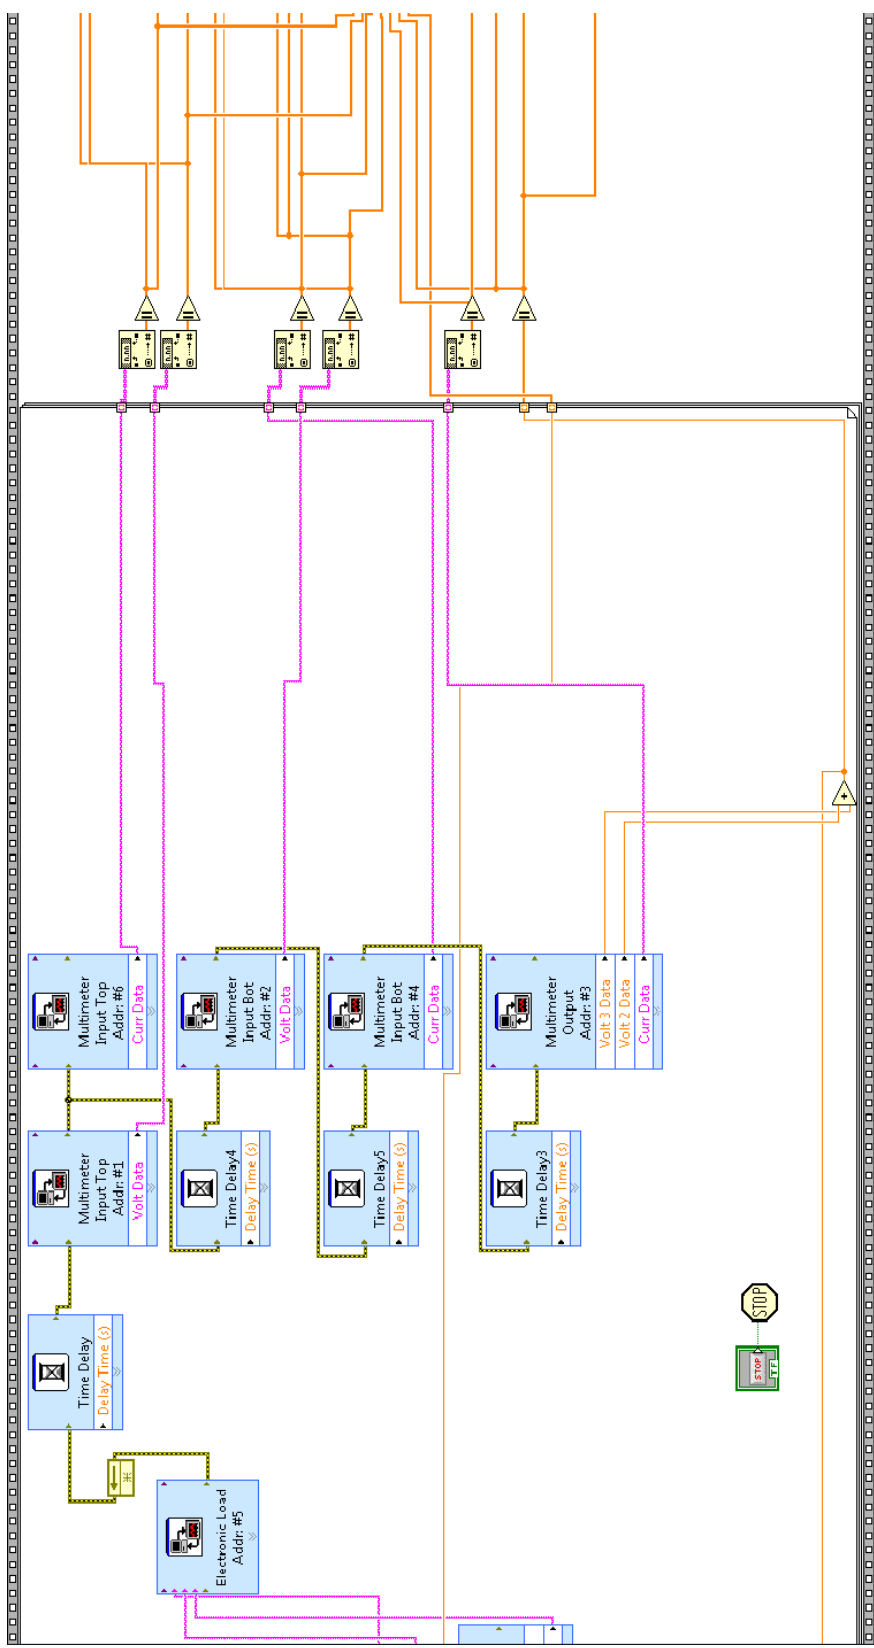 Multimeter
Input Top
Addr: #6
Curr Data
Multimeter
Input Bot
Addr: #2
Volt Data
Multimeter
Input Bot
Addr: #4
Curr Data
Multimeter
Output
Addr: #3
Volt 3 Data
Volt 2 Data
Curr Data
Multimeter
Input Top
Addr: #1
Volt Data
Time Delay4
Delay Time (s)
Time Delay5
Delay Time (s)
Time Delay3
Delay Time (s)
Time Delay
Delay Time (s)
STOP
STOP
TF
Electronic Load
Addr: #5